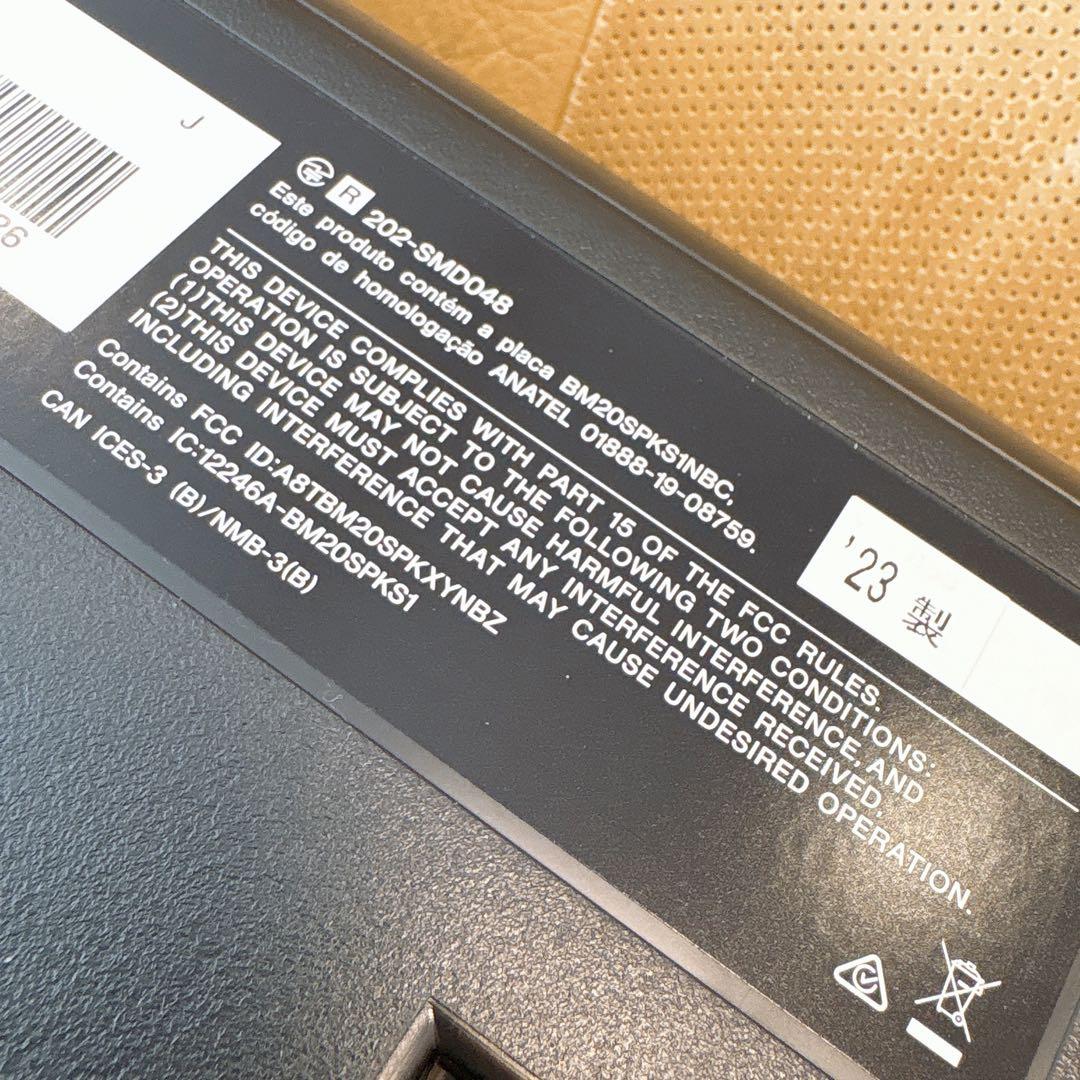 J
26
R 202-SMD048
Este produto contém a placa BM20SPKS1NBC,
código de homologação ANATEL 01888-19-08759.
THIS DEVICE COMPLIES WITH PART 15 OF THE FCC RULES.
OPERATION IS SUBJECT TO THE FOLLOWING TWO CONDITIONS:
(1)THIS DEVICE MAY NOT CAUSE HARMFUL INTERFERENCE, AND
(2)THIS DEVICE MUST ACCEPT ANY INTERFERENCE RECEIVED,
INCLUDING INTERFERENCE THAT MAY CAUSE UNDESIRED OPERATION.
Contains FCC ID:A8TBM20SPKXYNBZ
Contains IC:12246A-BM20SPKS1
CAN ICES-3 (B)/NMB-3(B)
'23 製